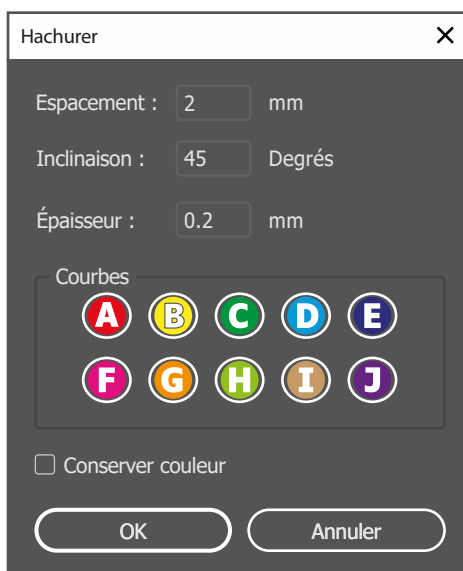 Hachurer
Espacement : 2 mm
Inclinaison : 45 Degrés
Épaisseur : 0.2 mm
Courbes
A B C D E
F G H I J
Conserver couleur
OK Annuler